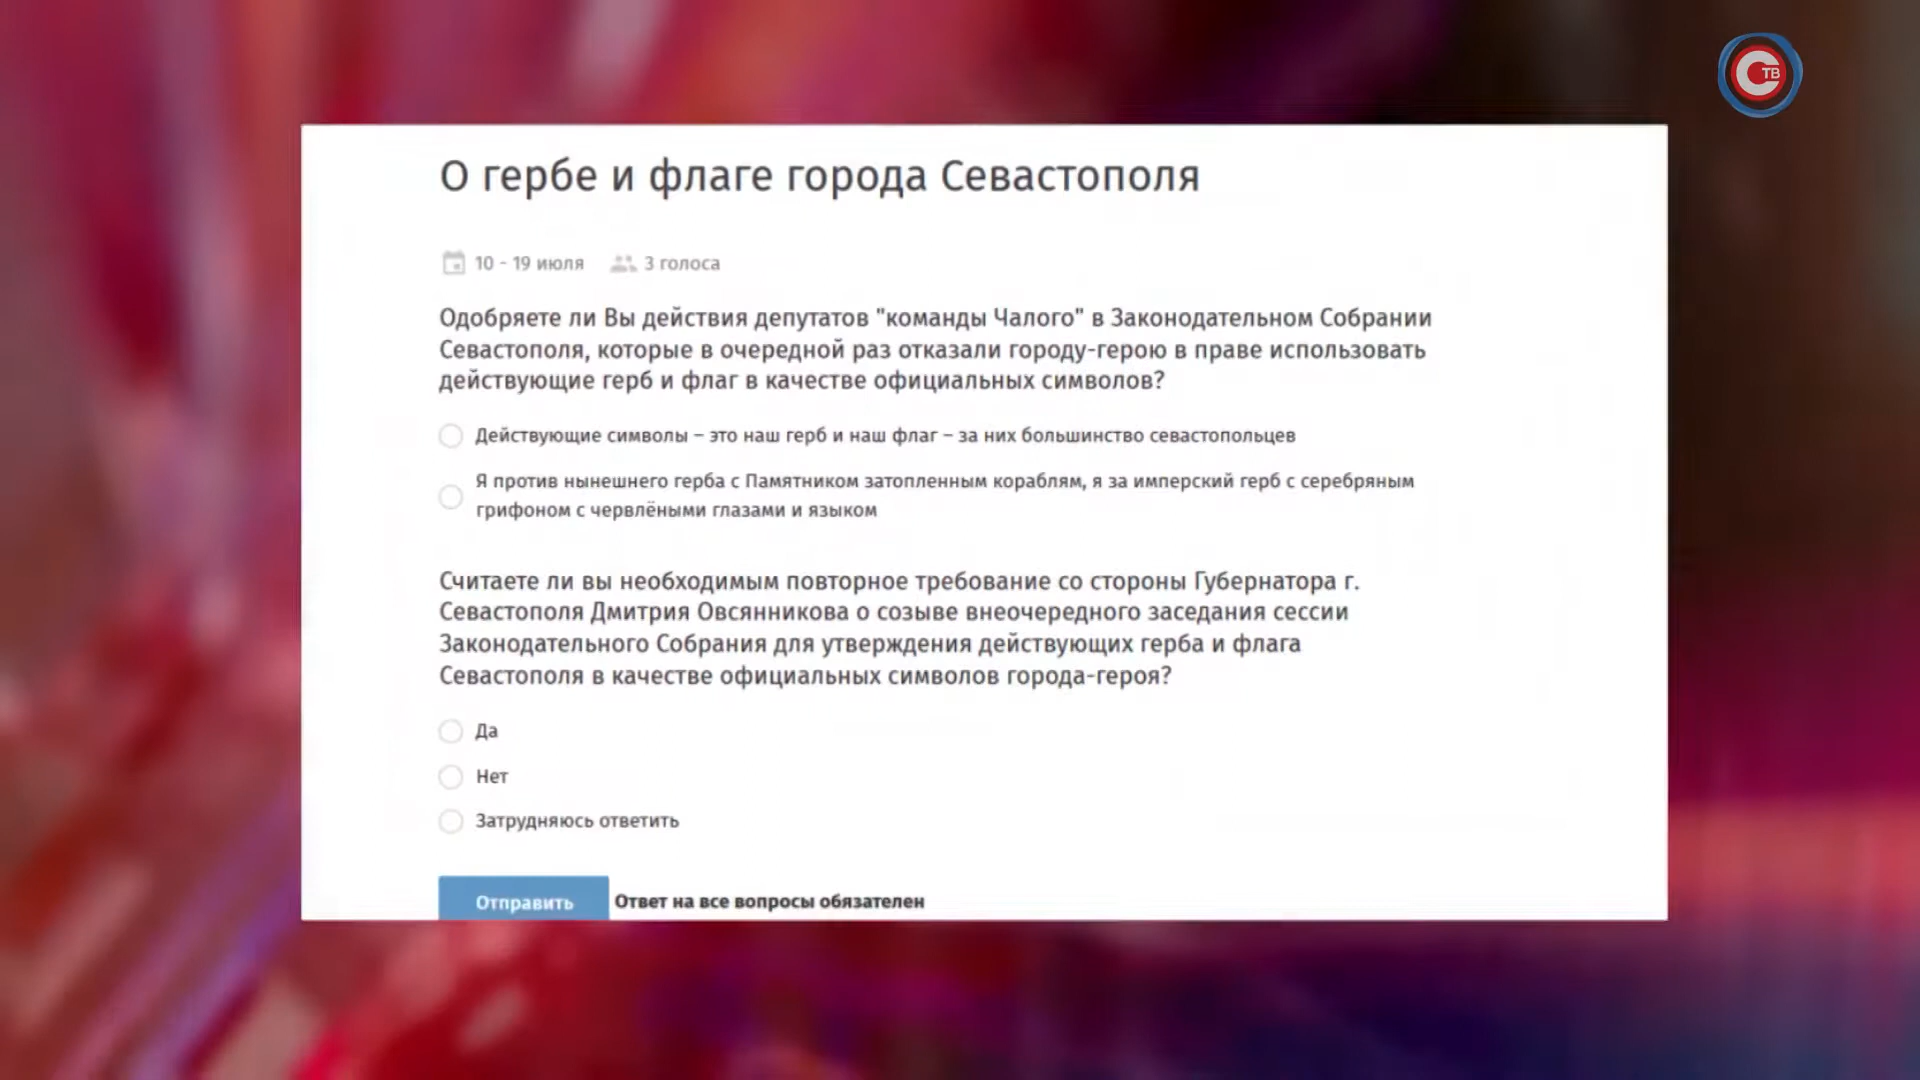 ТВ
О гербе и флаге города Севастополя
10 - 19 июля 3 голоса
Одобряете ли Вы действия депутатов "команды Чалого" в Законодательном Собрании
Севастополя, которые в очередной раз отказали городу-герою в праве использовать
действующие герб и флаг в качестве официальных символов?
Действующие символы – это наш герб и наш флаг – за них большинство севастопольцев
Я против нынешнего герба с Памятником затопленным кораблям, я за имперский герб с серебряным
грифоном с червлёными глазами и языком
Считаете ли вы необходимым повторное требование со стороны Губернатора г.
Севастополя Дмитрия Овсянникова о созыве внеочередного заседания сессии
Законодательного Собрания для утверждения действующих герба и флага
Севастополя в качестве официальных символов города-героя?
Да
Нет
Затрудняюсь ответить
Отправить Ответ на все вопросы обязателен